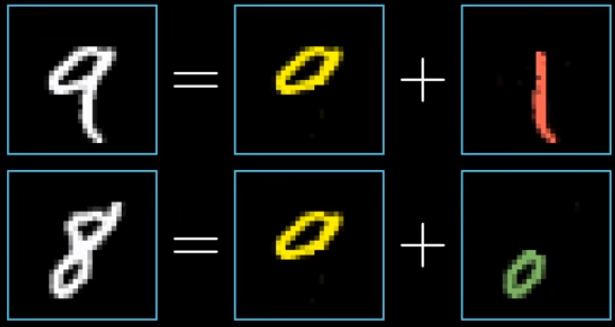 9 = 0 + 1
8 = 0 + 0